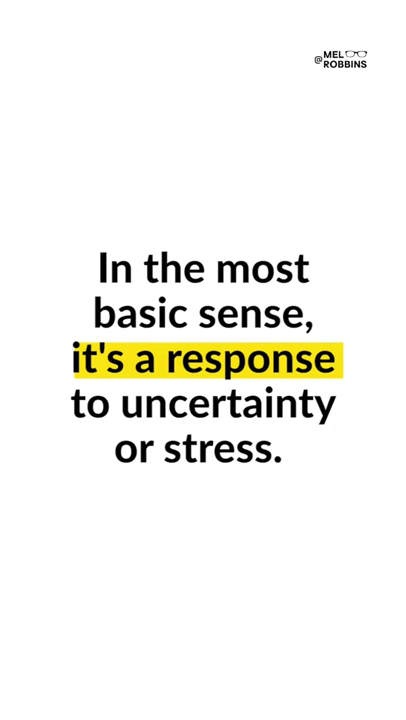 @MEL
ROBBINS
In the most
basic sense,
it's a response
to uncertainty
or stress.